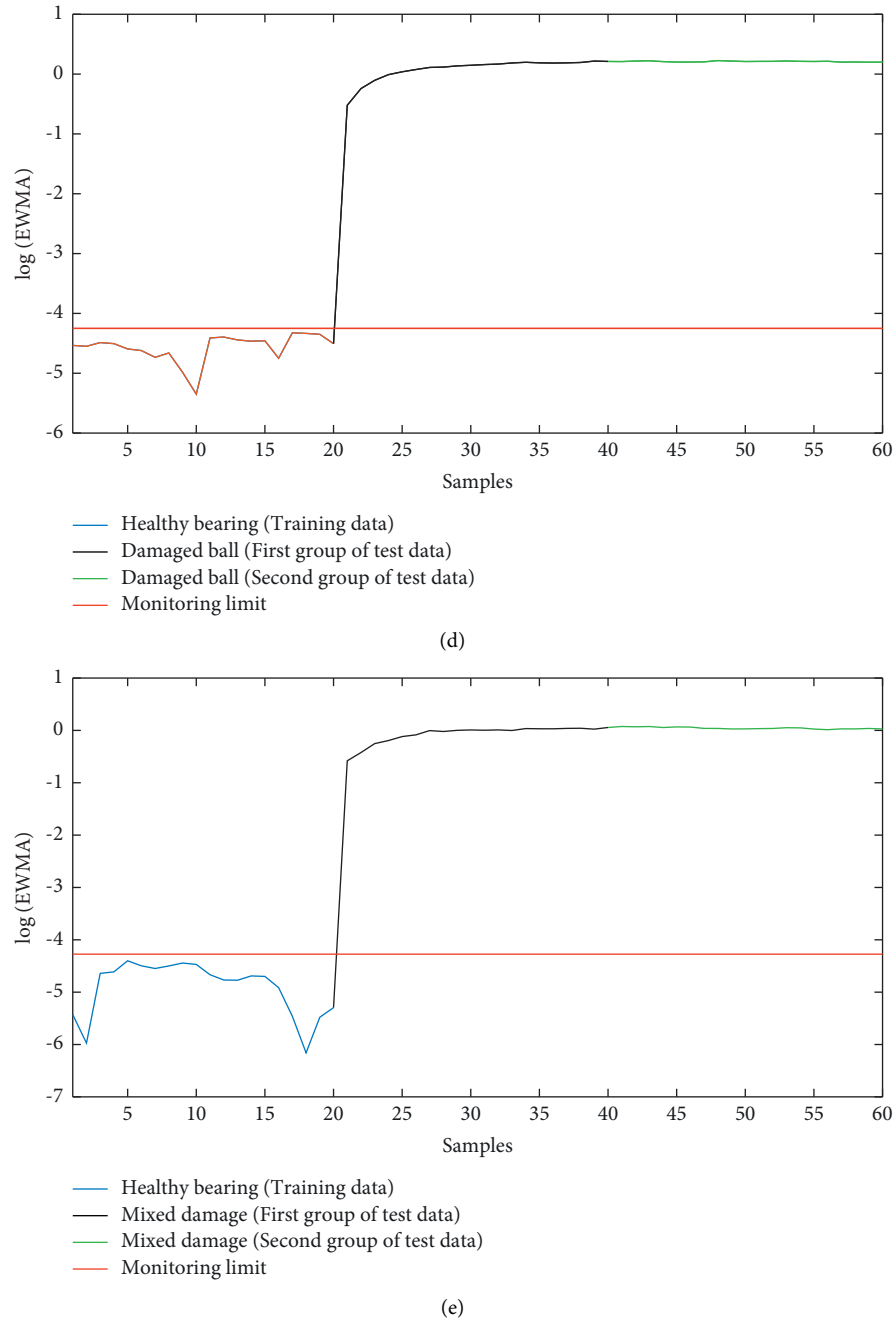 1
0
-1
-2
-3
-4
-5
-6
log (EWMA)
5 10 15 20 25 30 35 40 45 50 55 60
Samples
Healthy bearing (Training data)
Damaged ball (First group of test data)
Damaged ball (Second group of test data)
Monitoring limit
(d)
1
0
-1
-2
-3
-4
-5
-6
-7
log (EWMA)
5 10 15 20 25 30 35 40 45 50 55 60
Samples
Healthy bearing (Training data)
Mixed damage (First group of test data)
Mixed damage (Second group of test data)
Monitoring limit
(e)